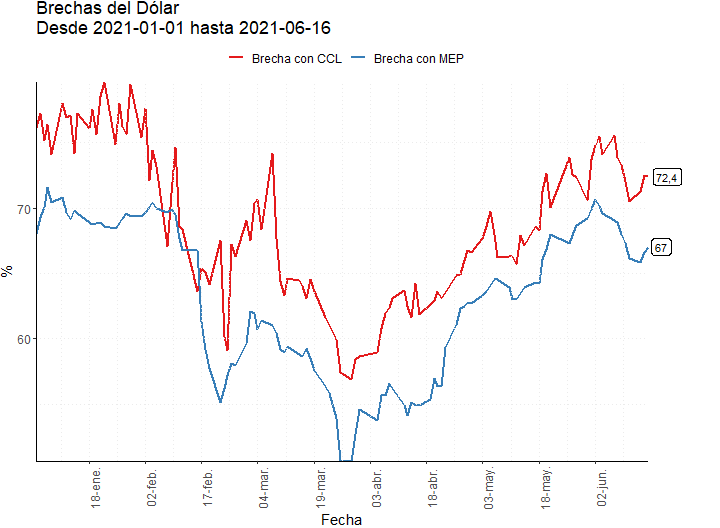 Brechas del Dólar
Desde 2021-01-01 hasta 2021-06-16
Brecha con CCL Brecha con MEP
72,4
70
67
%
60
18-ene. 02-feb. 17-feb. 04-mar. 19-mar. 03-abr. 18-abr. 03-may. 18-may. 02-jun.
Fecha